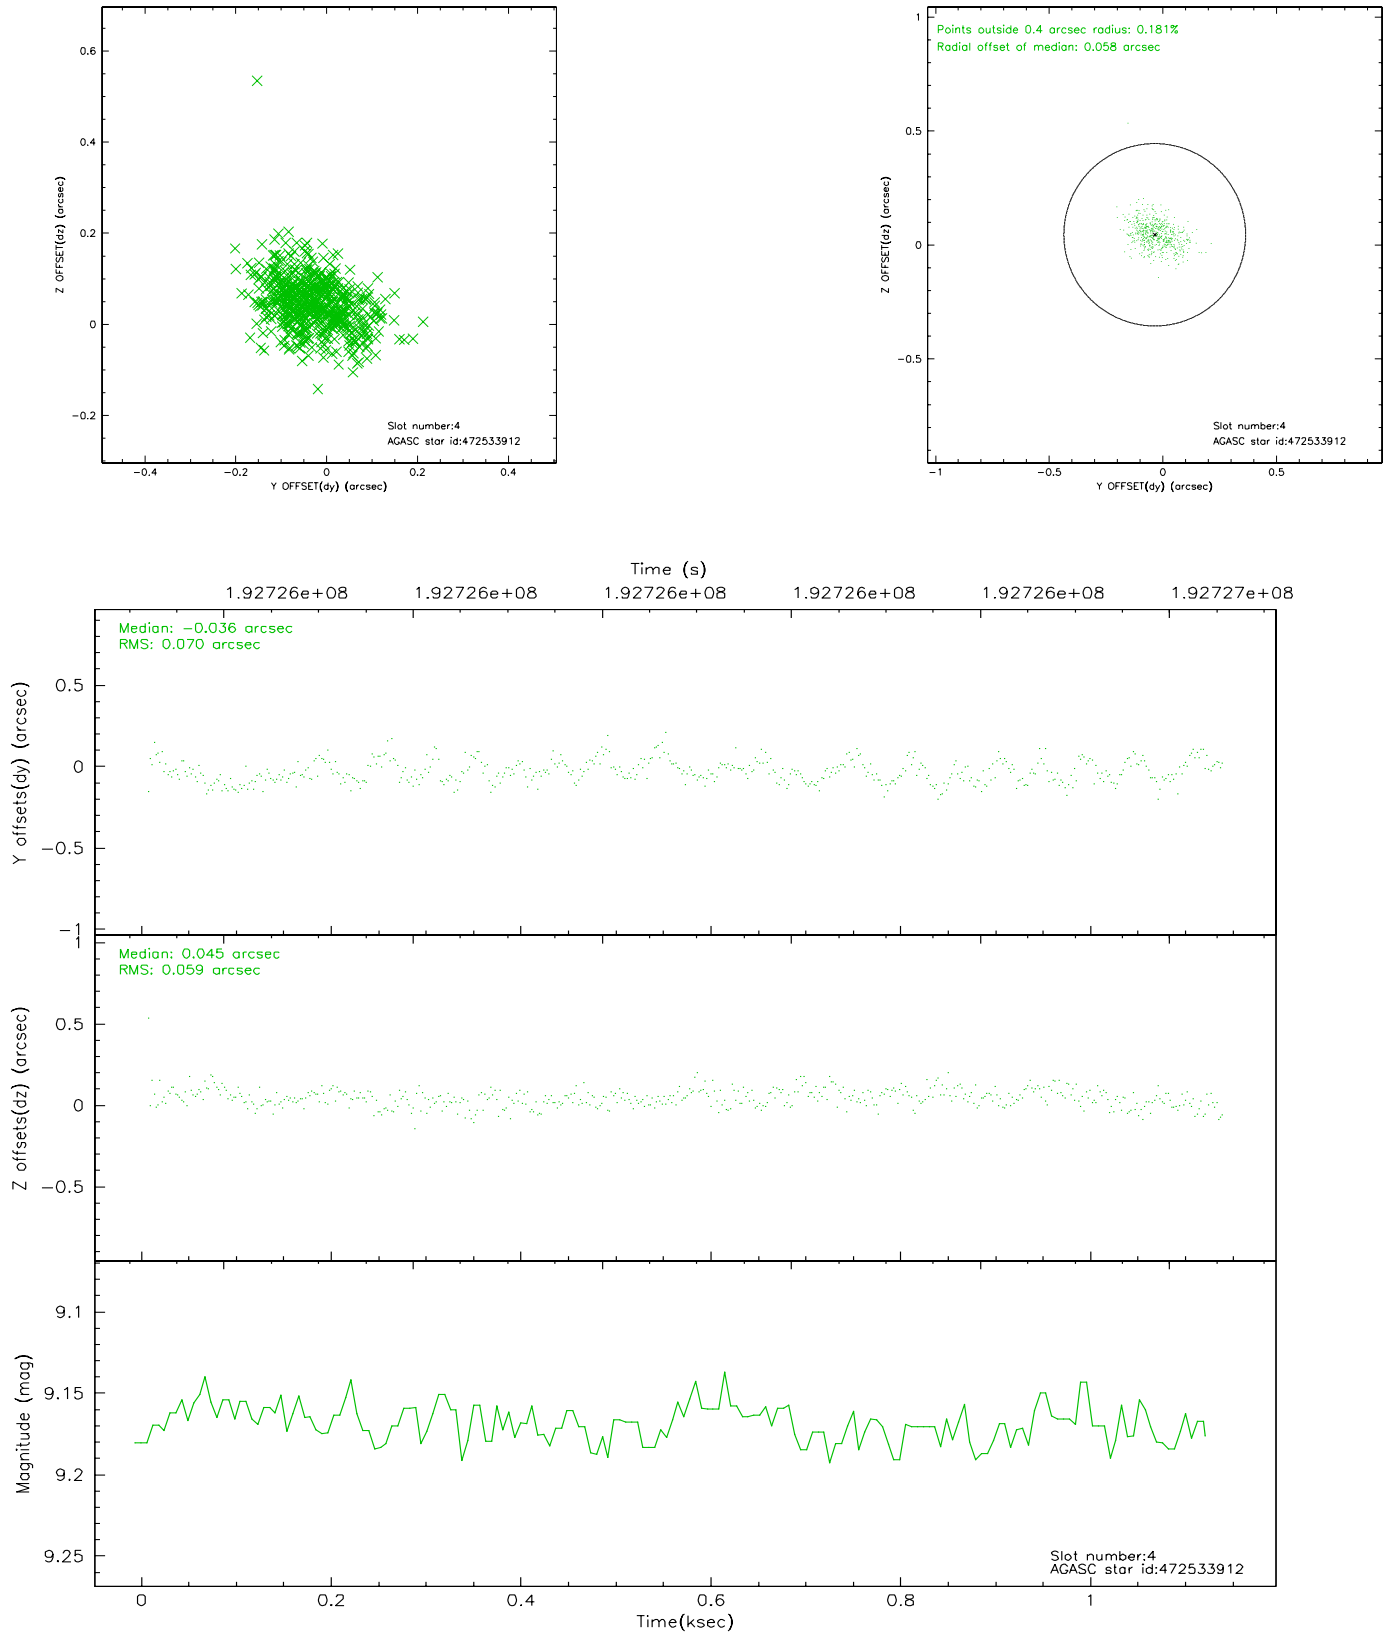 0.6
0.4
0.2
0
−0.2
Z OFFSET(dz) (arcsec)
Slot number:4
AGASC star id:472533912
−0.4 −0.2 0 0.2 0.4
Y OFFSET(dy) (arcsec)
Points outside 0.4 arcsec radius: 0.181%
Radial offset of median: 0.058 arcsec
1
0.5
0
−0.5
Z OFFSET(dz) (arcsec)
Slot number:4
AGASC star id:472533912
−1 −0.5 0 0.5
Y OFFSET(dy) (arcsec)
Time (s)
1.92726e+08 1.92726e+08 1.92726e+08 1.92726e+08 1.92726e+08 1.92727e+08
Median: −0.036 arcsec
RMS: 0.070 arcsec
0.5
0
−0.5
−1
Y offsets(dy) (arcsec)
Median: 0.045 arcsec
RMS: 0.059 arcsec
1
0.5
0
−0.5
Z offsets(dz) (arcsec)
9.1
9.15
9.2
9.25
Magnitude (mag)
Slot number:4
AGASC star id:472533912
0 0.2 0.4 0.6 0.8 1
Time(ksec)